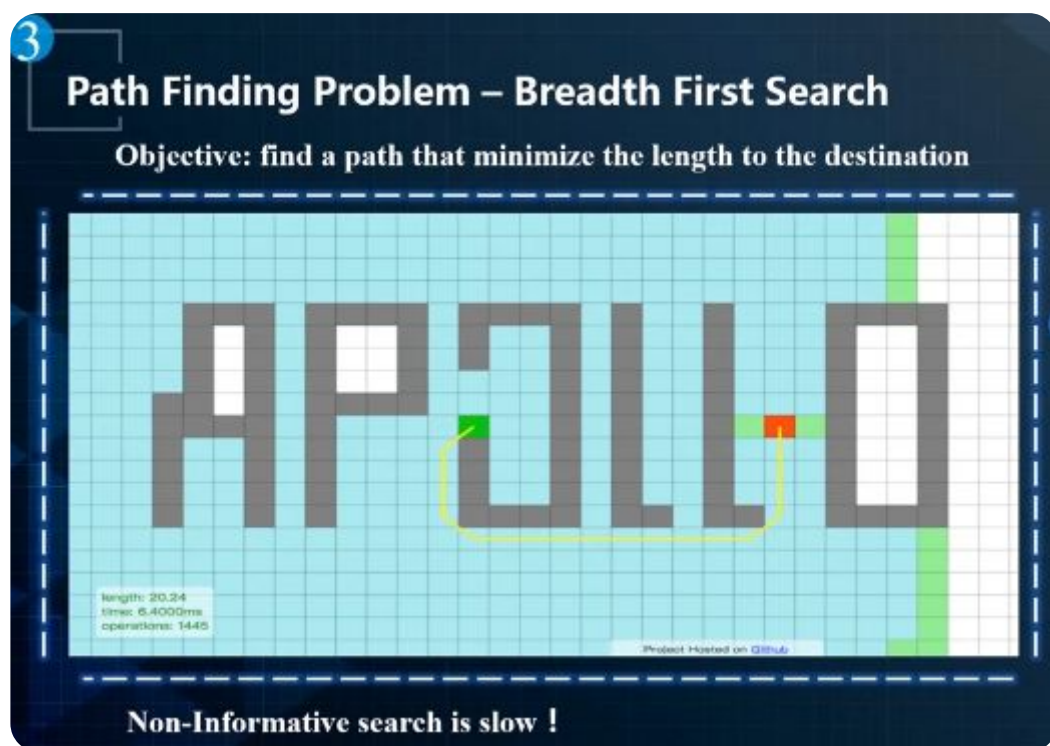 3
Path Finding Problem – Breadth First Search
Objective: find a path that minimize the length to the destination
APOLLO
length: 20.24
time: 6.4000ms
operations: 1445
Project Hosted on Github
Non-Informative search is slow !